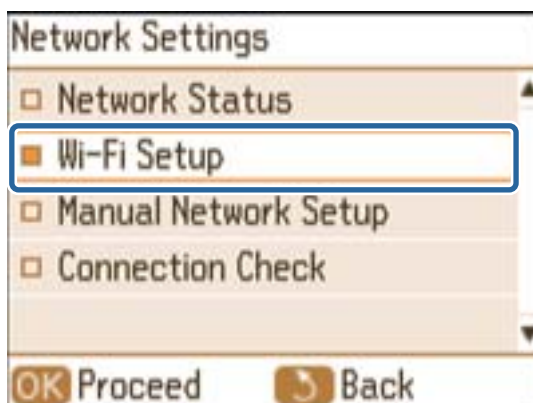 Network Settings
Network Status
Wi-Fi Setup
Manual Network Setup
Connection Check
OK Proceed Back